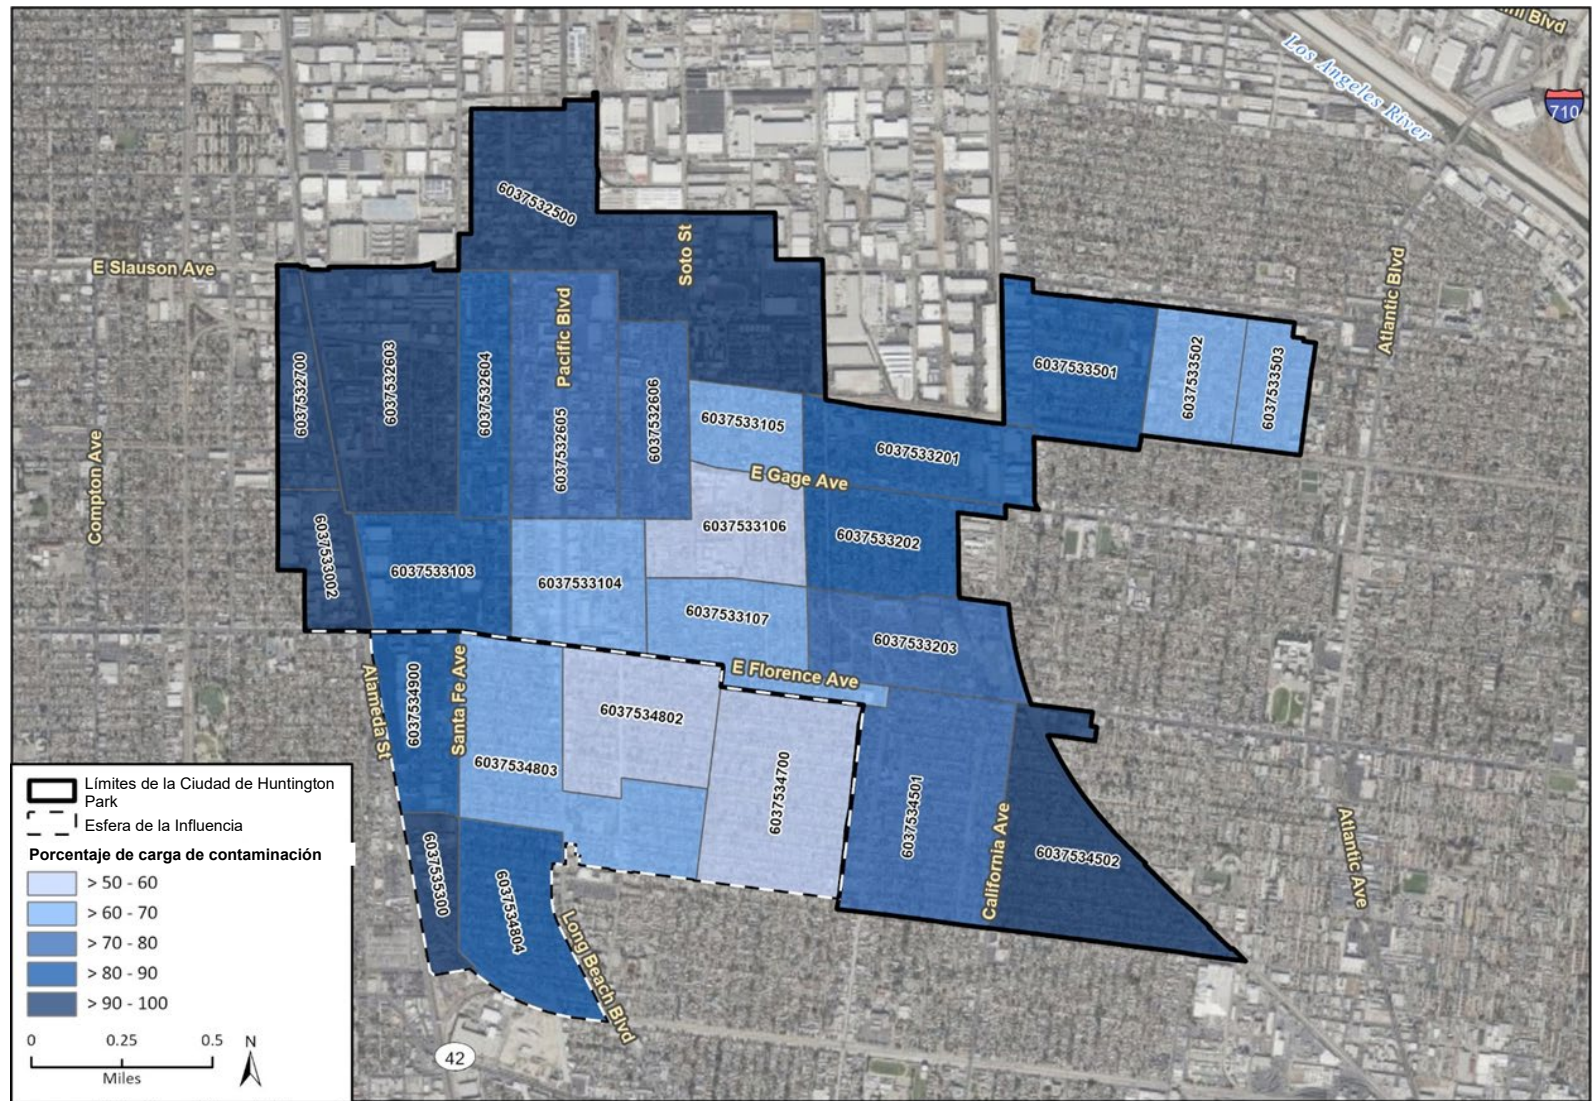 Los Angeles River
710
E Slauson Ave
Compton Ave
Soto St
Pacific Blvd
Atlantic Blvd
6037532500
6037532700
6037532603
6037532604
6037532605
6037532606
6037533105
6037533201
6037533501
6037533502
6037533503
E Gage Ave
6037533106
6037533202
6037533002
6037533103
6037533104
6037533107
6037533203
E Florence Ave
Alameda St
6037534900
Santa Fe Ave
6037534802
6037534803
6037534700
6037534501
California Ave
6037534502
Atlantic Ave
6037535300
6037534804
Long Beach Blvd
42
Límites de la Ciudad de Huntington
Park
Esfera de la Influencia
Porcentaje de carga de contaminación
> 50 - 60
> 60 - 70
> 70 - 80
> 80 - 90
> 90 - 100
0 0.25 0.5
Miles
N